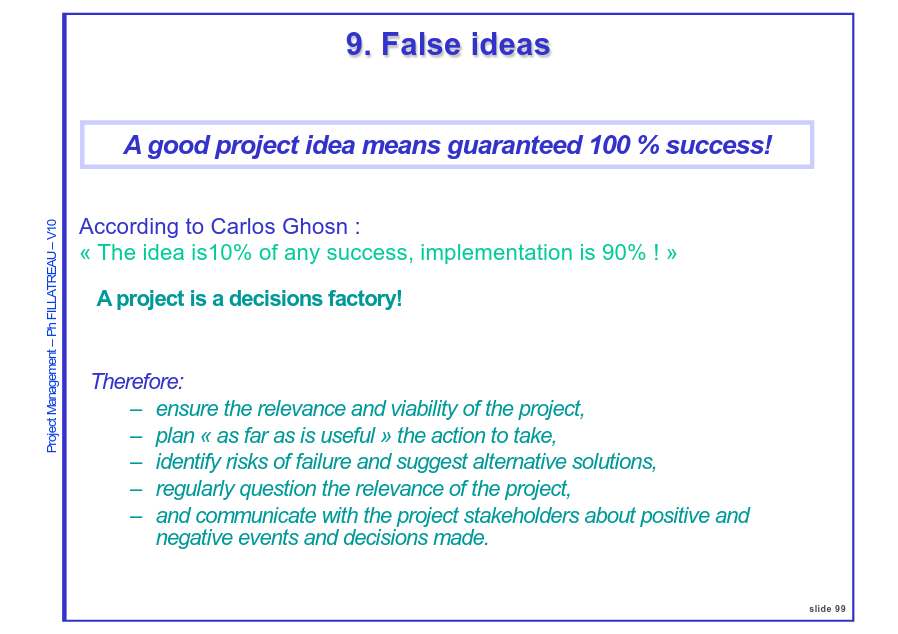 9. False ideas
A good project idea means guaranteed 100 % success!
According to Carlos Ghosn :
« The idea is10% of any success, implementation is 90% ! »
A project is a decisions factory!
Therefore:
– ensure the relevance and viability of the project,
– plan « as far as is useful » the action to take,
– identify risks of failure and suggest alternative solutions,
– regularly question the relevance of the project,
– and communicate with the project stakeholders about positive and
negative events and decisions made.
Project Management – Ph FILLATREAU – V10
slide 99